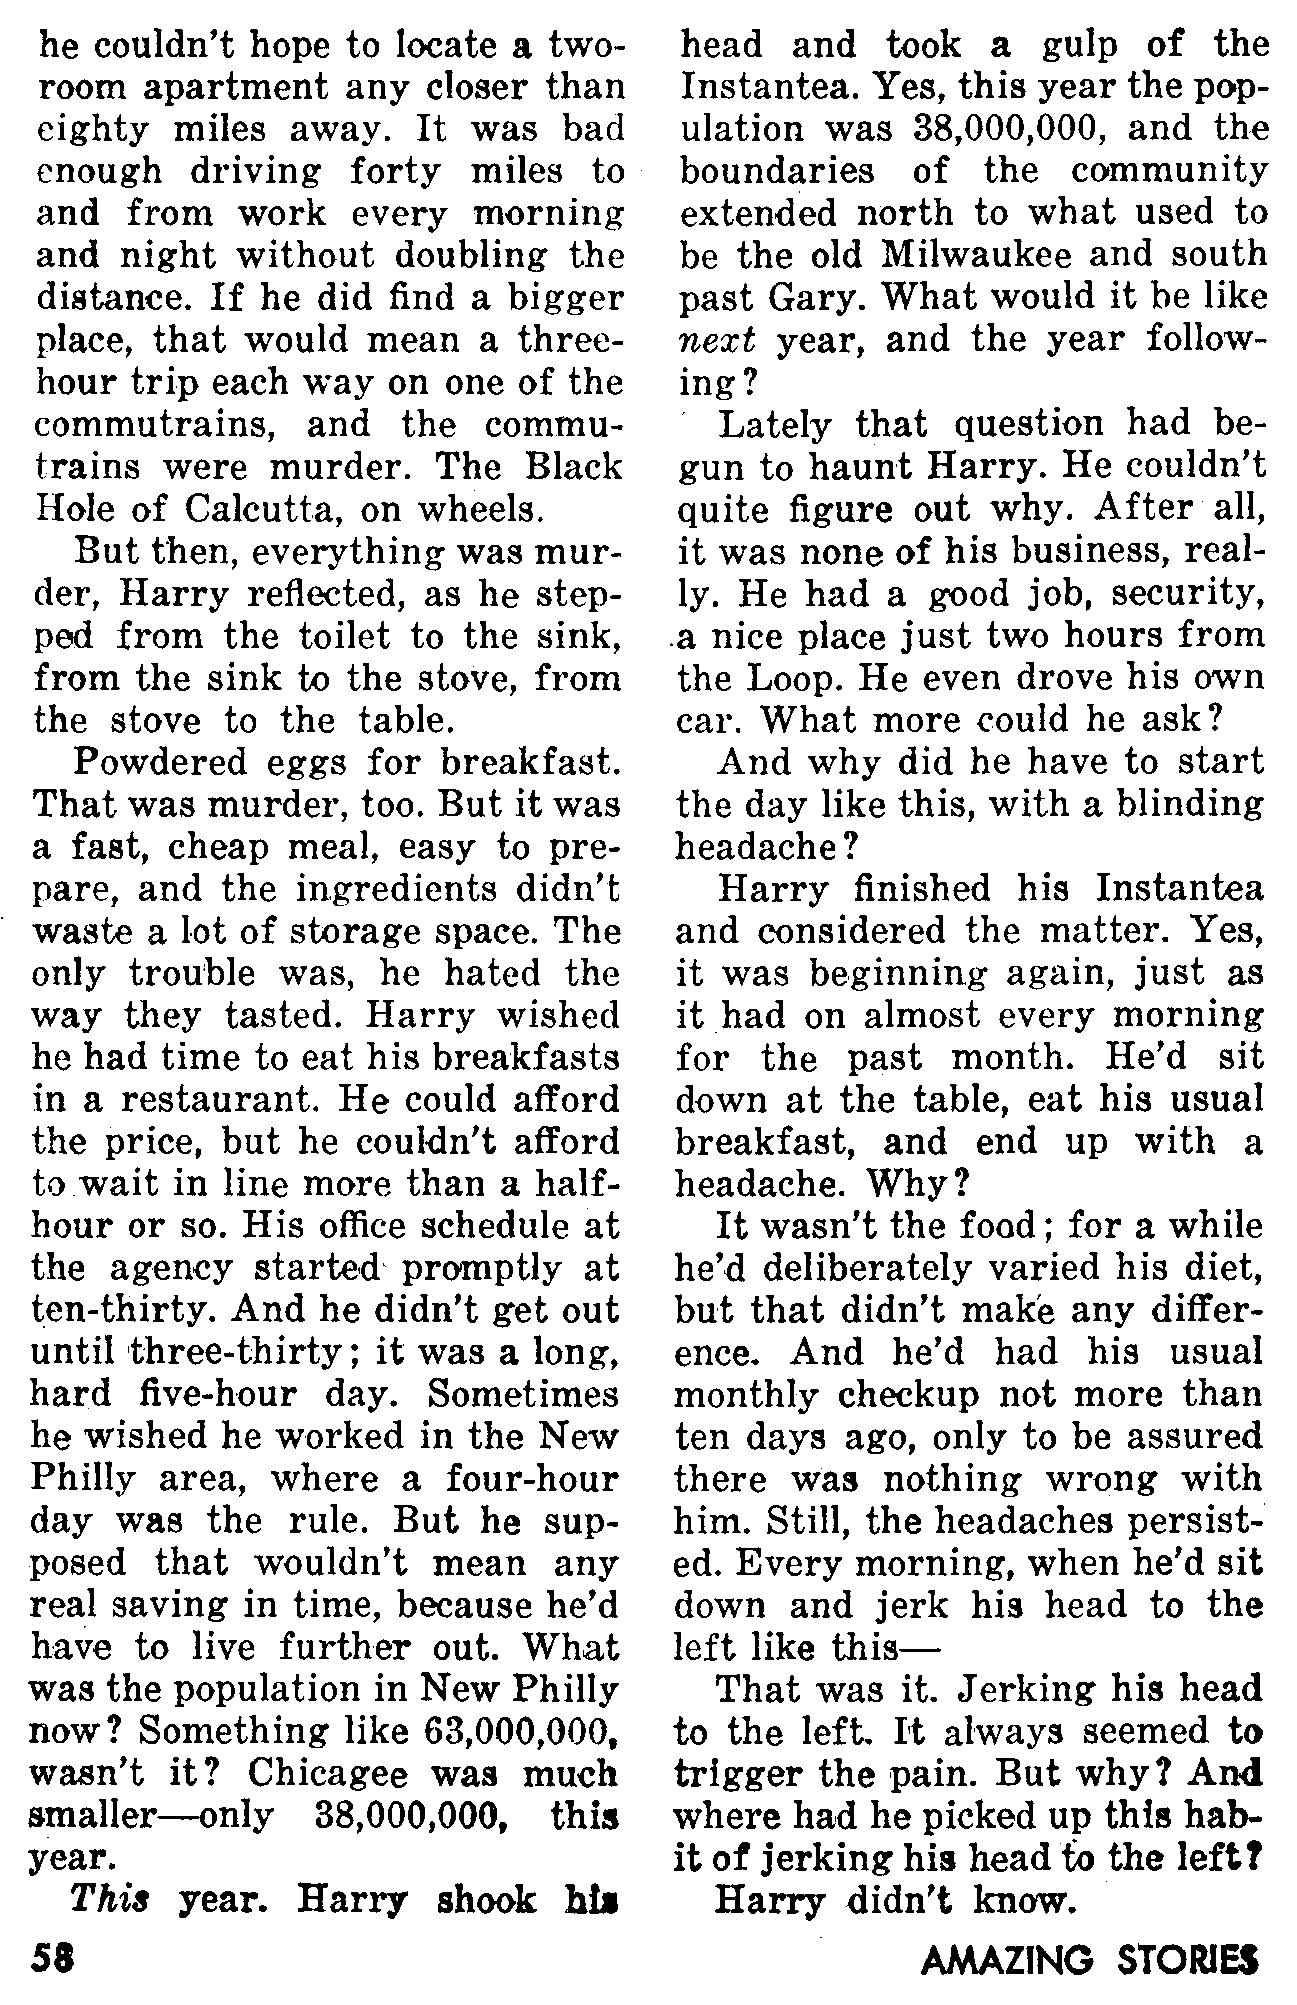 he couldn't hope to locate a two-
room apartment any closer than
eighty miles away. It was bad
enough driving forty miles to
and from work every morning
and night without doubling the
distance. If he did find a bigger
place, that would mean a three-
hour trip each way on one of the
commutrains, and the commu-
trains were murder. The Black
Hole of Calcutta, on wheels.
But then, everything was mur-
der, Harry reflected, as he step-
ped from the toilet to the sink,
from the sink to the stove, from
the stove to the table.
Powdered eggs for breakfast.
That was murder, too. But it was
a fast, cheap meal, easy to pre-
pare, and the ingredients didn't
waste a lot of storage space. The
only trouble was, he hated the
way they tasted. Harry wished
he had time to eat his breakfasts
in a restaurant. He could afford
the price, but he couldn't afford
to wait in line more than a half-
hour or so. His office schedule at
the agency started promptly at
ten-thirty. And he didn't get out
until three-thirty; it was a long,
hard five-hour day. Sometimes
he wished he worked in the New
Philly area, where a four-hour
day was the rule. But he sup-
posed that wouldn't mean any
real saving in time, because he'd
have to live further out. What
was the population in New Philly
now? Something like 63,000,000,
wasn't it? Chicagee was much
smaller—only 38,000,000, this
year.
This year. Harry shook his
head and took a gulp of the
Instantea. Yes, this year the pop-
ulation was 38,000,000, and the
boundaries of the community
extended north to what used to
be the old Milwaukee and south
past Gary. What would it be like
next year, and the year follow-
ing?
Lately that question had be-
gun to haunt Harry. He couldn't
quite figure out why. After all,
it was none of his business, real-
ly. He had a good job, security,
a nice place just two hours from
the Loop. He even drove his own
car. What more could he ask?
And why did he have to start
the day like this, with a blinding
headache?
Harry finished his Instantea
and considered the matter. Yes,
it was beginning again, just as
it had on almost every morning
for the past month. He'd sit
down at the table, eat his usual
breakfast, and end up with a
headache. Why?
It wasn't the food; for a while
he'd deliberately varied his diet,
but that didn't make any differ-
ence. And he'd had his usual
monthly checkup not more than
ten days ago, only to be assured
there was nothing wrong with
him. Still, the headaches persist-
ed. Every morning, when he'd sit
down and jerk his head to the
left like this—
That was it. Jerking his head
to the left. It always seemed to
trigger the pain. But why? And
where had he picked up this hab-
it of jerking his head to the left?
Harry didn't know.
58
AMAZING STORIES